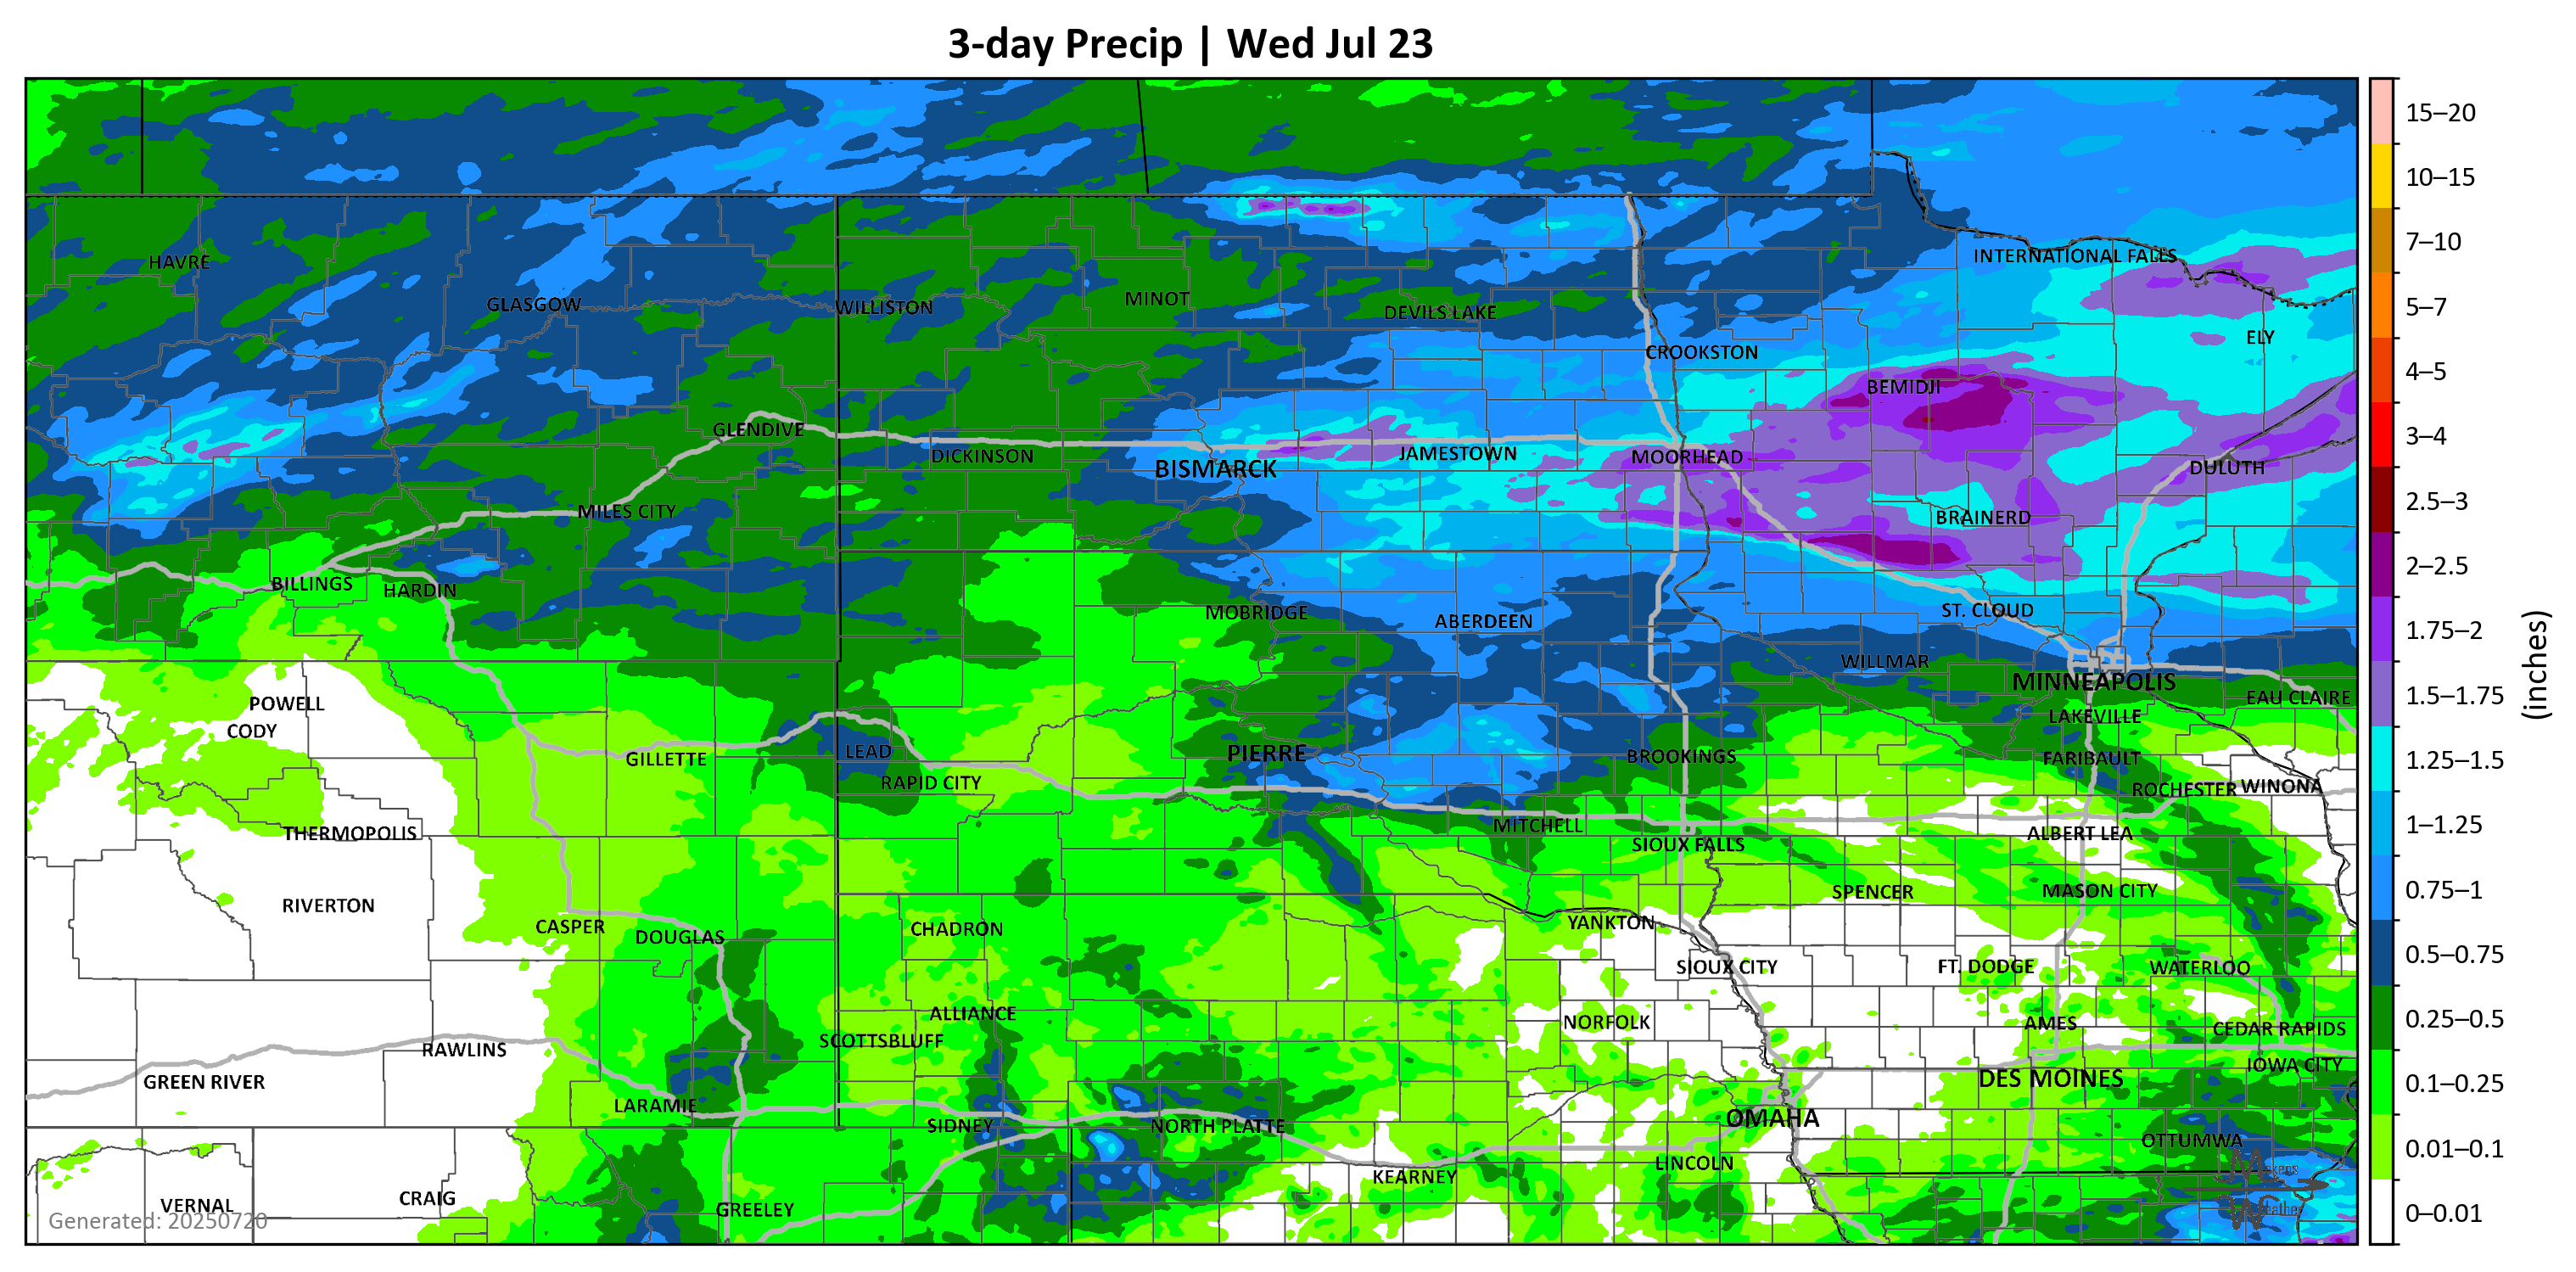 3-day Precip | Wed Jul 23
15–20
10–15
HAVRE
7–10
INTERNATIONAL FALLS
GLASGOW
WILLISTON
MINOT
DEVILS LAKE
5–7
ELY
CROOKSTON
4–5
BEMIDJI
GLENDIVE
3–4
DICKINSON
BISMARCK
JAMESTOWN
MOORHEAD
DULUTH
2.5–3
MILES CITY
BRAINERD
2–2.5
BILLINGS
HARDIN
MOBRIDGE
ABERDEEN
ST. CLOUD
1.75–2
WILLMAR
MINNEAPOLIS
(inches)
1.5–1.75
EAU CLAIRE
POWELL
LAKEVILLE
CODY
GILLETTE
LEAD
PIERRE
BROOKINGS
FARIBAULT
1.25–1.5
RAPID CITY
ROCHESTER
WINONA
THERMOPOLIS
MITCHELL
ALBERT LEA
1–1.25
SIOUX FALLS
SPENCER
MASON CITY
0.75–1
RIVERTON
CASPER
DOUGLAS
CHADRON
YANKTON
0.5–0.75
SIOUX CITY
FT. DODGE
WATERLOO
ALLIANCE
NORFOLK
AMES
CEDAR RAPIDS
0.25–0.5
SCOTTSBLUFF
RAWLINS
GREEN RIVER
DES MOINES
IOWA CITY
0.1–0.25
LARAMIE
SIDNEY
NORTH PLATTE
OMAHA
OTTUMWA
0.01–0.1
LINCOLN
KEARNEY
VERNAL
CRAIG
GREELEY
0–0.01
Generated: 20250720